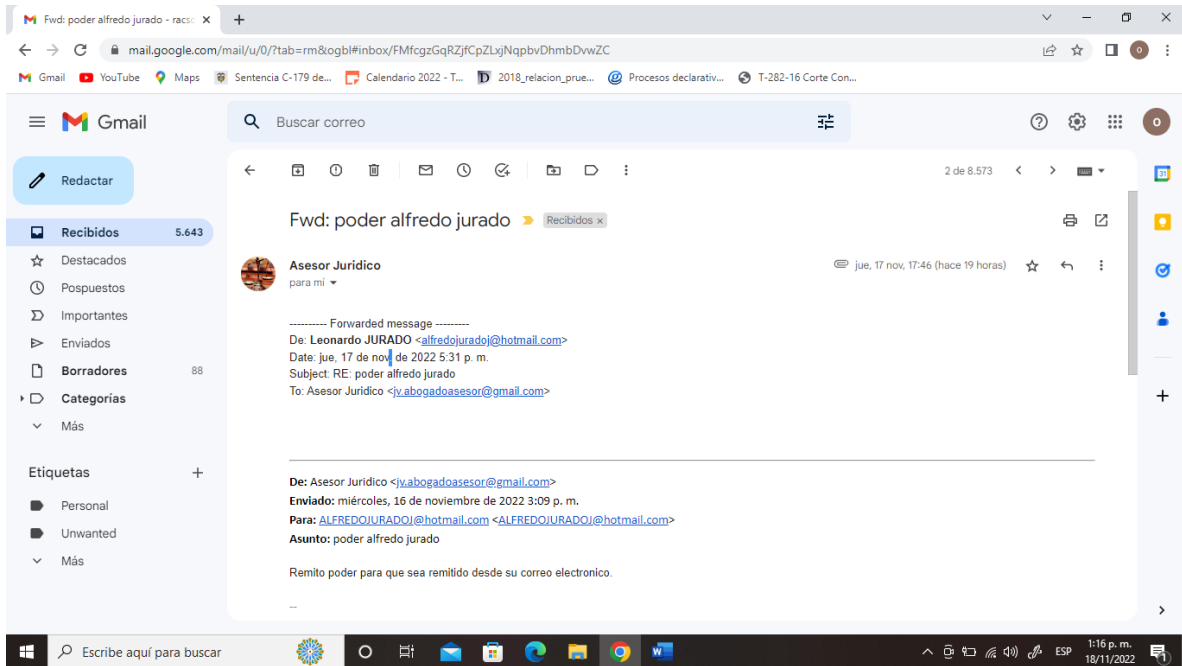 Fwd: poder alfredo jurado - racso
mail.google.com/mail/u/0/?tab=rm&ogbl#inbox/FMfcgzGqRZjfCpZLxjNqpbvDhmbDvwZC
Gmail YouTube Maps Sentencia C-179 de... Calendario 2022 - T... 2018_relacion_prue... Procesos declarativ... T-282-16 Corte Con...
Gmail
Buscar correo
Redactar
2 de 8.573
Recibidos 5.643
Destacados
Pospuestos
Importantes
Enviados
Borradores 88
Categorías
Más
Etiquetas
Personal
Unwanted
Más
Fwd: poder alfredo jurado Recibidos x
Asesor Juridico
jue, 17 nov, 17:46 (hace 19 horas)
para mí
---------- Forwarded message ---------
De: Leonardo JURADO <alfredojuradoj@hotmail.com>
Date: jue, 17 de nov. de 2022 5:31 p. m.
Subject: RE: poder alfredo jurado
To: Asesor Juridico <jv.abogadoasesor@gmail.com>
De: Asesor Juridico <jv.abogadoasesor@gmail.com>
Enviado: miércoles, 16 de noviembre de 2022 3:09 p. m.
Para: ALFREDOJURADOJ@hotmail.com <ALFREDOJURADOJ@hotmail.com>
Asunto: poder alfredo jurado
Remito poder para que sea remitido desde su correo electronico.
--
Escribe aquí para buscar
ESP
1:16 p. m.
18/11/2022